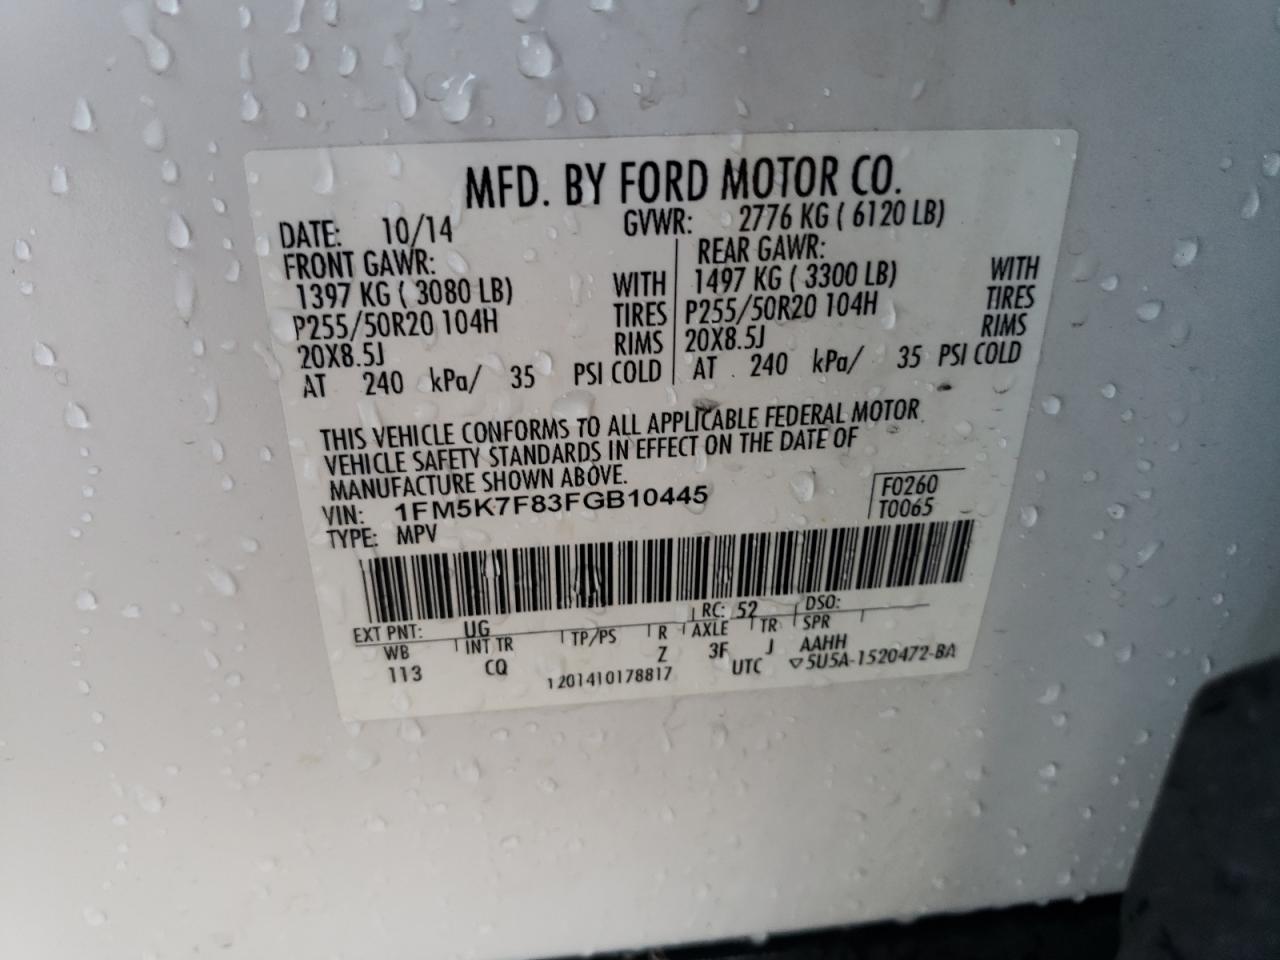 MFD. BY FORD MOTOR CO.
DATE: 10/14 GVWR: 2776 KG ( 6120 LB)
FRONT GAWR: REAR GAWR:
1397 KG ( 3080 LB) WITH 1497 KG ( 3300 LB) WITH
P255/50R20 104H TIRES P255/50R20 104H TIRES
20X8.5J RIMS 20X8.5J RIMS
AT 240 kPa/ 35 PSI COLD AT 240 kPa/ 35 PSI COLD
THIS VEHICLE CONFORMS TO ALL APPLICABLE FEDERAL MOTOR
VEHICLE SAFETY STANDARDS IN EFFECT ON THE DATE OF
MANUFACTURE SHOWN ABOVE.
F0260
VIN: 1FM5K7F83FGB10445
T0065
TYPE: MPV
EXT PNT: UG RC: 52 DSO:
WB INT TR TP/PS R AXLE TR SPR
113 CQ Z 3F J AAHH
1201410178817 UTC ▽5U5A-1520472-BA